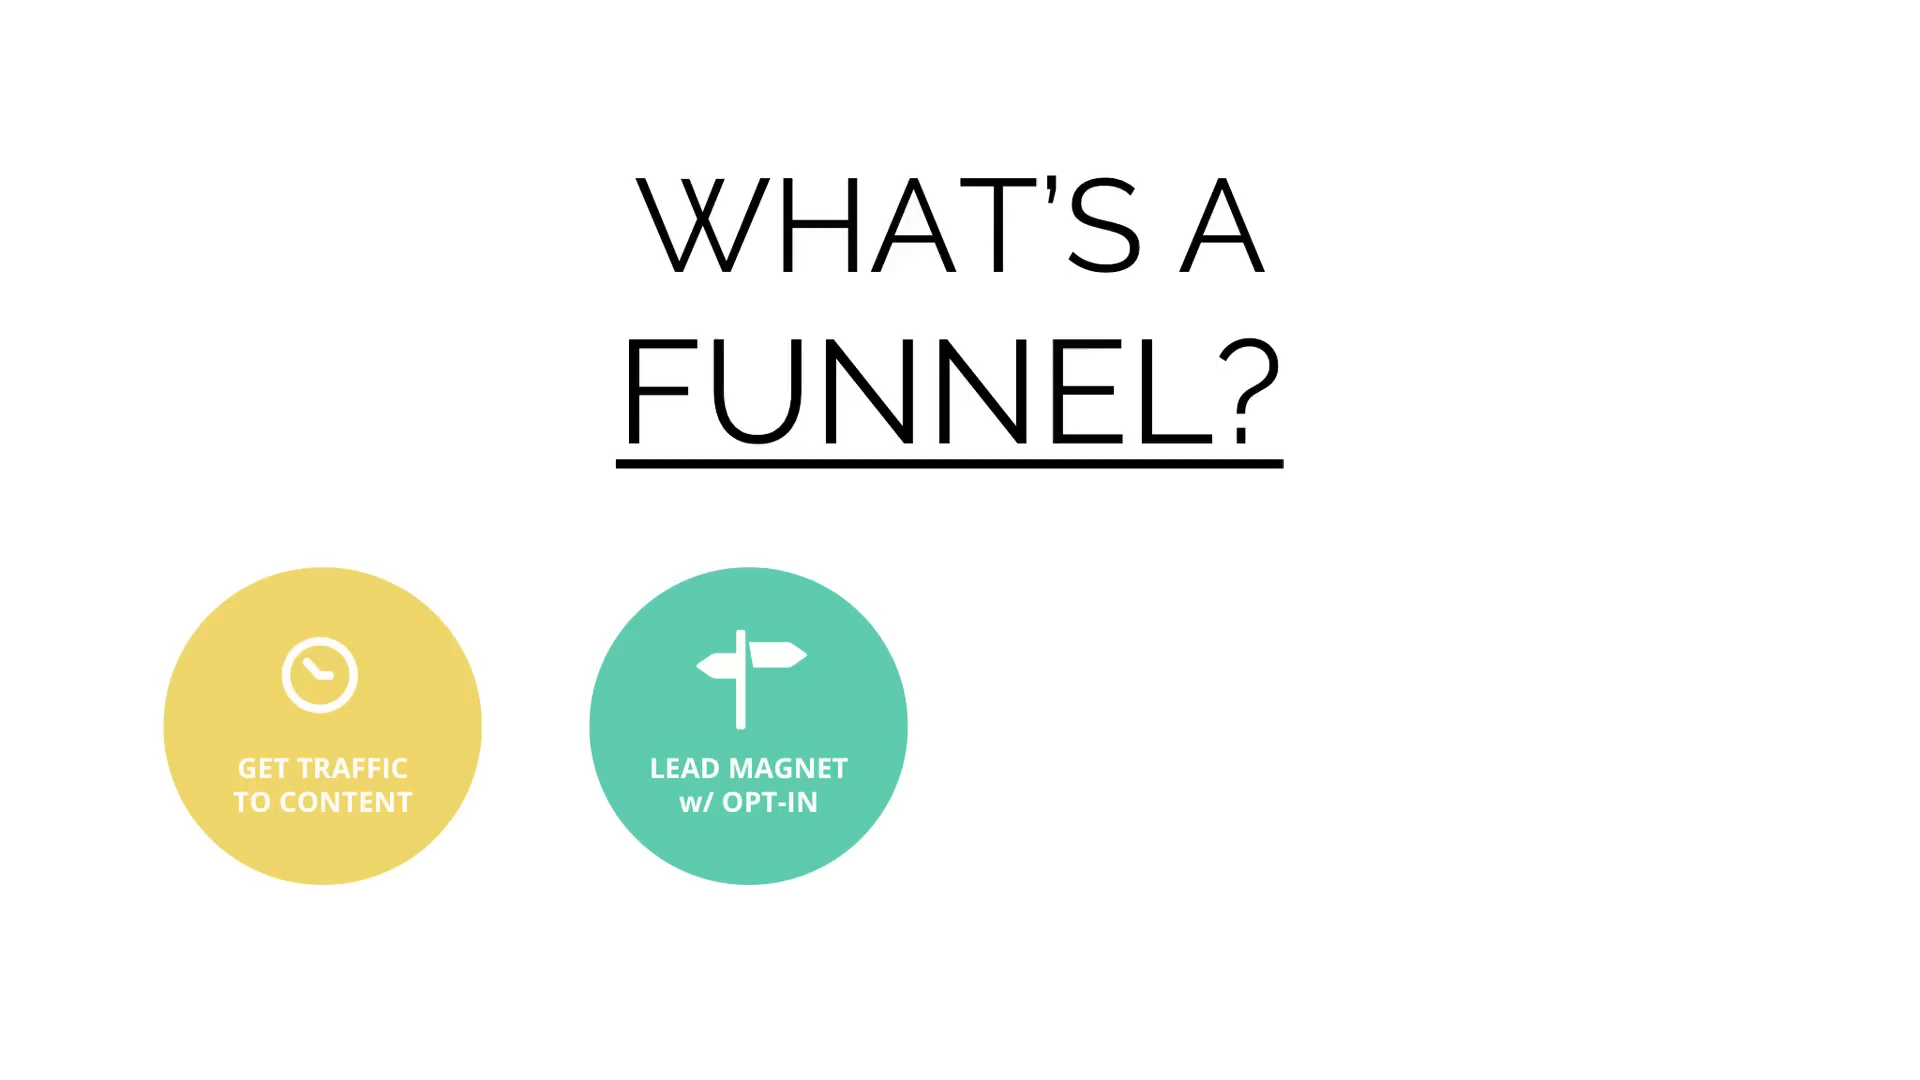 WHAT’S A
FUNNEL?
GET TRAFFIC
TO CONTENT
LEAD MAGNET
w/ OPT-IN